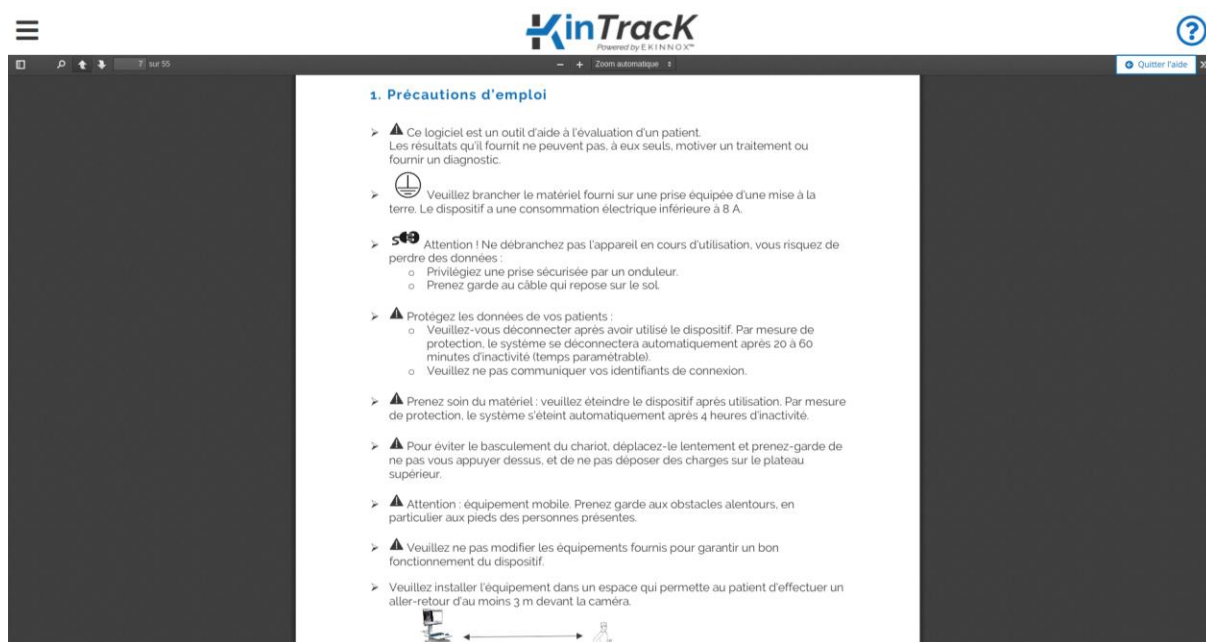 KinTracK
Powered by EKINNOX™
7 sur 55
Zoom automatique
Quitter l'aide
1. Précautions d'emploi
Ce logiciel est un outil d'aide à l'évaluation d'un patient.
Les résultats qu'il fournit ne peuvent pas, à eux seuls, motiver un traitement ou
fournir un diagnostic.
Veuillez brancher le matériel fourni sur une prise équipée d'une mise à la
terre. Le dispositif a une consommation électrique inférieure à 8 A.
Attention ! Ne débranchez pas l'appareil en cours d'utilisation, vous risquez de
perdre des données :
o Privilégiez une prise sécurisée par un onduleur.
o Prenez garde au câble qui repose sur le sol.
Protégez les données de vos patients :
o Veuillez-vous déconnecter après avoir utilisé le dispositif. Par mesure de
protection, le système se déconnectera automatiquement après 20 à 60
minutes d'inactivité (temps paramétrable).
o Veuillez ne pas communiquer vos identifiants de connexion.
Prenez soin du matériel : veuillez éteindre le dispositif après utilisation. Par mesure
de protection, le système s'éteint automatiquement après 4 heures d'inactivité.
Pour éviter le basculement du chariot, déplacez-le lentement et prenez-garde de
ne pas vous appuyer dessus, et de ne pas déposer des charges sur le plateau
supérieur.
Attention : équipement mobile. Prenez garde aux obstacles alentours, en
particulier aux pieds des personnes présentes.
Veuillez ne pas modifier les équipements fournis pour garantir un bon
fonctionnement du dispositif.
Veuillez installer l'équipement dans un espace qui permette au patient d'effectuer un
aller-retour d'au moins 3 m devant la caméra.